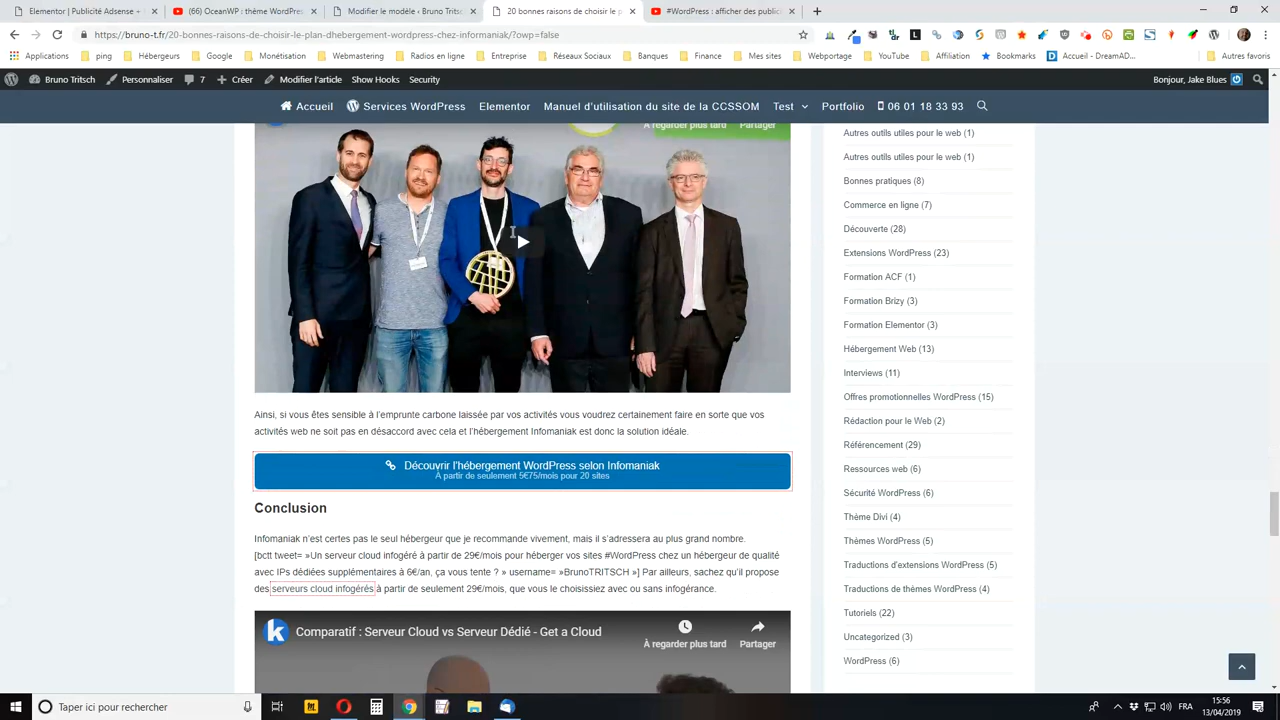 Elementor | Publicité Adsense +
(66) OceanWP : thème WordPress
Modifier le modèle « Bruno Tritsc
20 bonnes raisons de choisir le p
#WordPress : afficher des publicit
https://bruno-t.fr/20-bonnes-raisons-de-choisir-le-plan-dhebergement-wordpress-chez-informaniak/?owp=false
Applications ping Hébergeurs Google Monétisation Webmastering Radios en ligne Entreprise Réseaux Sociaux Banques Finance Mes sites Webportage YouTube Affiliation Bookmarks Accueil - DreamAD... Autres favoris
Bruno Tritsch Personnaliser 7 Créer Modifier l'article Show Hooks Security Bonjour, Jake Blues
Accueil Services WordPress Elementor Manuel d'utilisation du site de la CCSSOM Test Portfolio 06 01 18 33 93
À regarder plus tard Partager
Ainsi, si vous êtes sensible à l'emprunte carbone laissée par vos activités vous voudrez certainement faire en sorte que vos
activités web ne soit pas en désaccord avec cela et l'hébergement Infomaniak est donc la solution idéale.
Découvrir l'hébergement WordPress selon Infomaniak
À partir de seulement 5€75/mois pour 20 sites
Conclusion
Infomaniak n'est certes pas le seul hébergeur que je recommande vivement, mais il s'adressera au plus grand nombre.
[bctt tweet= »Un serveur cloud infogéré à partir de 29€/mois pour héberger vos sites #WordPress chez un hébergeur de qualité
avec IPs dédiées supplémentaires à 6€/an, ça vous tente ? » username= »BrunoTRITSCH »] Par ailleurs, sachez qu'il propose
des serveurs cloud infogérés à partir de seulement 29€/mois, que vous le choisissiez avec ou sans infogérance.
Comparatif : Serveur Cloud vs Serveur Dédié - Get a Cloud
À regarder plus tard Partager
Autres outils utiles pour le web (1)
Autres outils utiles pour le web (1)
Bonnes pratiques (8)
Commerce en ligne (7)
Découverte (28)
Extensions WordPress (23)
Formation ACF (1)
Formation Brizy (3)
Formation Elementor (3)
Hébergement Web (13)
Interviews (11)
Offres promotionnelles WordPress (15)
Rédaction pour le Web (2)
Référencement (29)
Ressources web (6)
Sécurité WordPress (6)
Thème Divi (4)
Thèmes WordPress (5)
Traductions d'extensions WordPress (5)
Traductions de thèmes WordPress (4)
Tutoriels (22)
Uncategorized (3)
WordPress (6)
Taper ici pour rechercher
FRA
15:56
13/04/2019